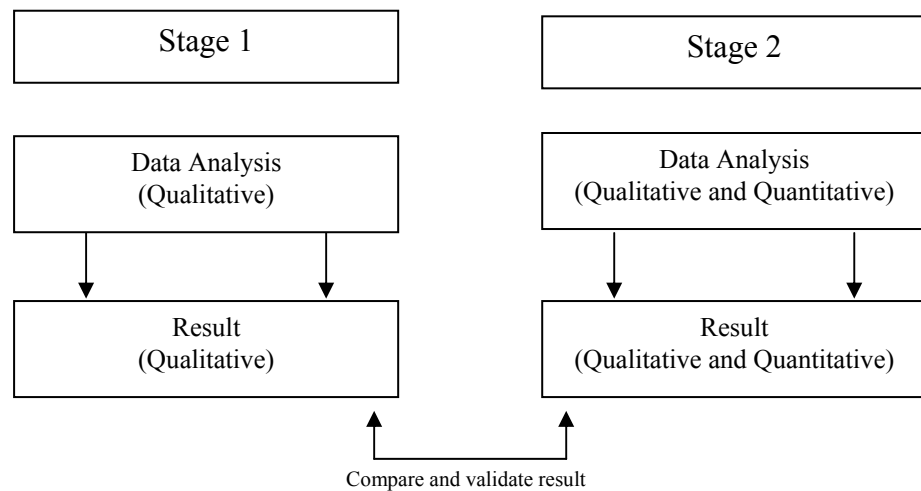 Stage 1
Stage 2
Data Analysis
(Qualitative)
Data Analysis
(Qualitative and Quantitative)
Result
(Qualitative)
Result
(Qualitative and Quantitative)
Compare and validate result